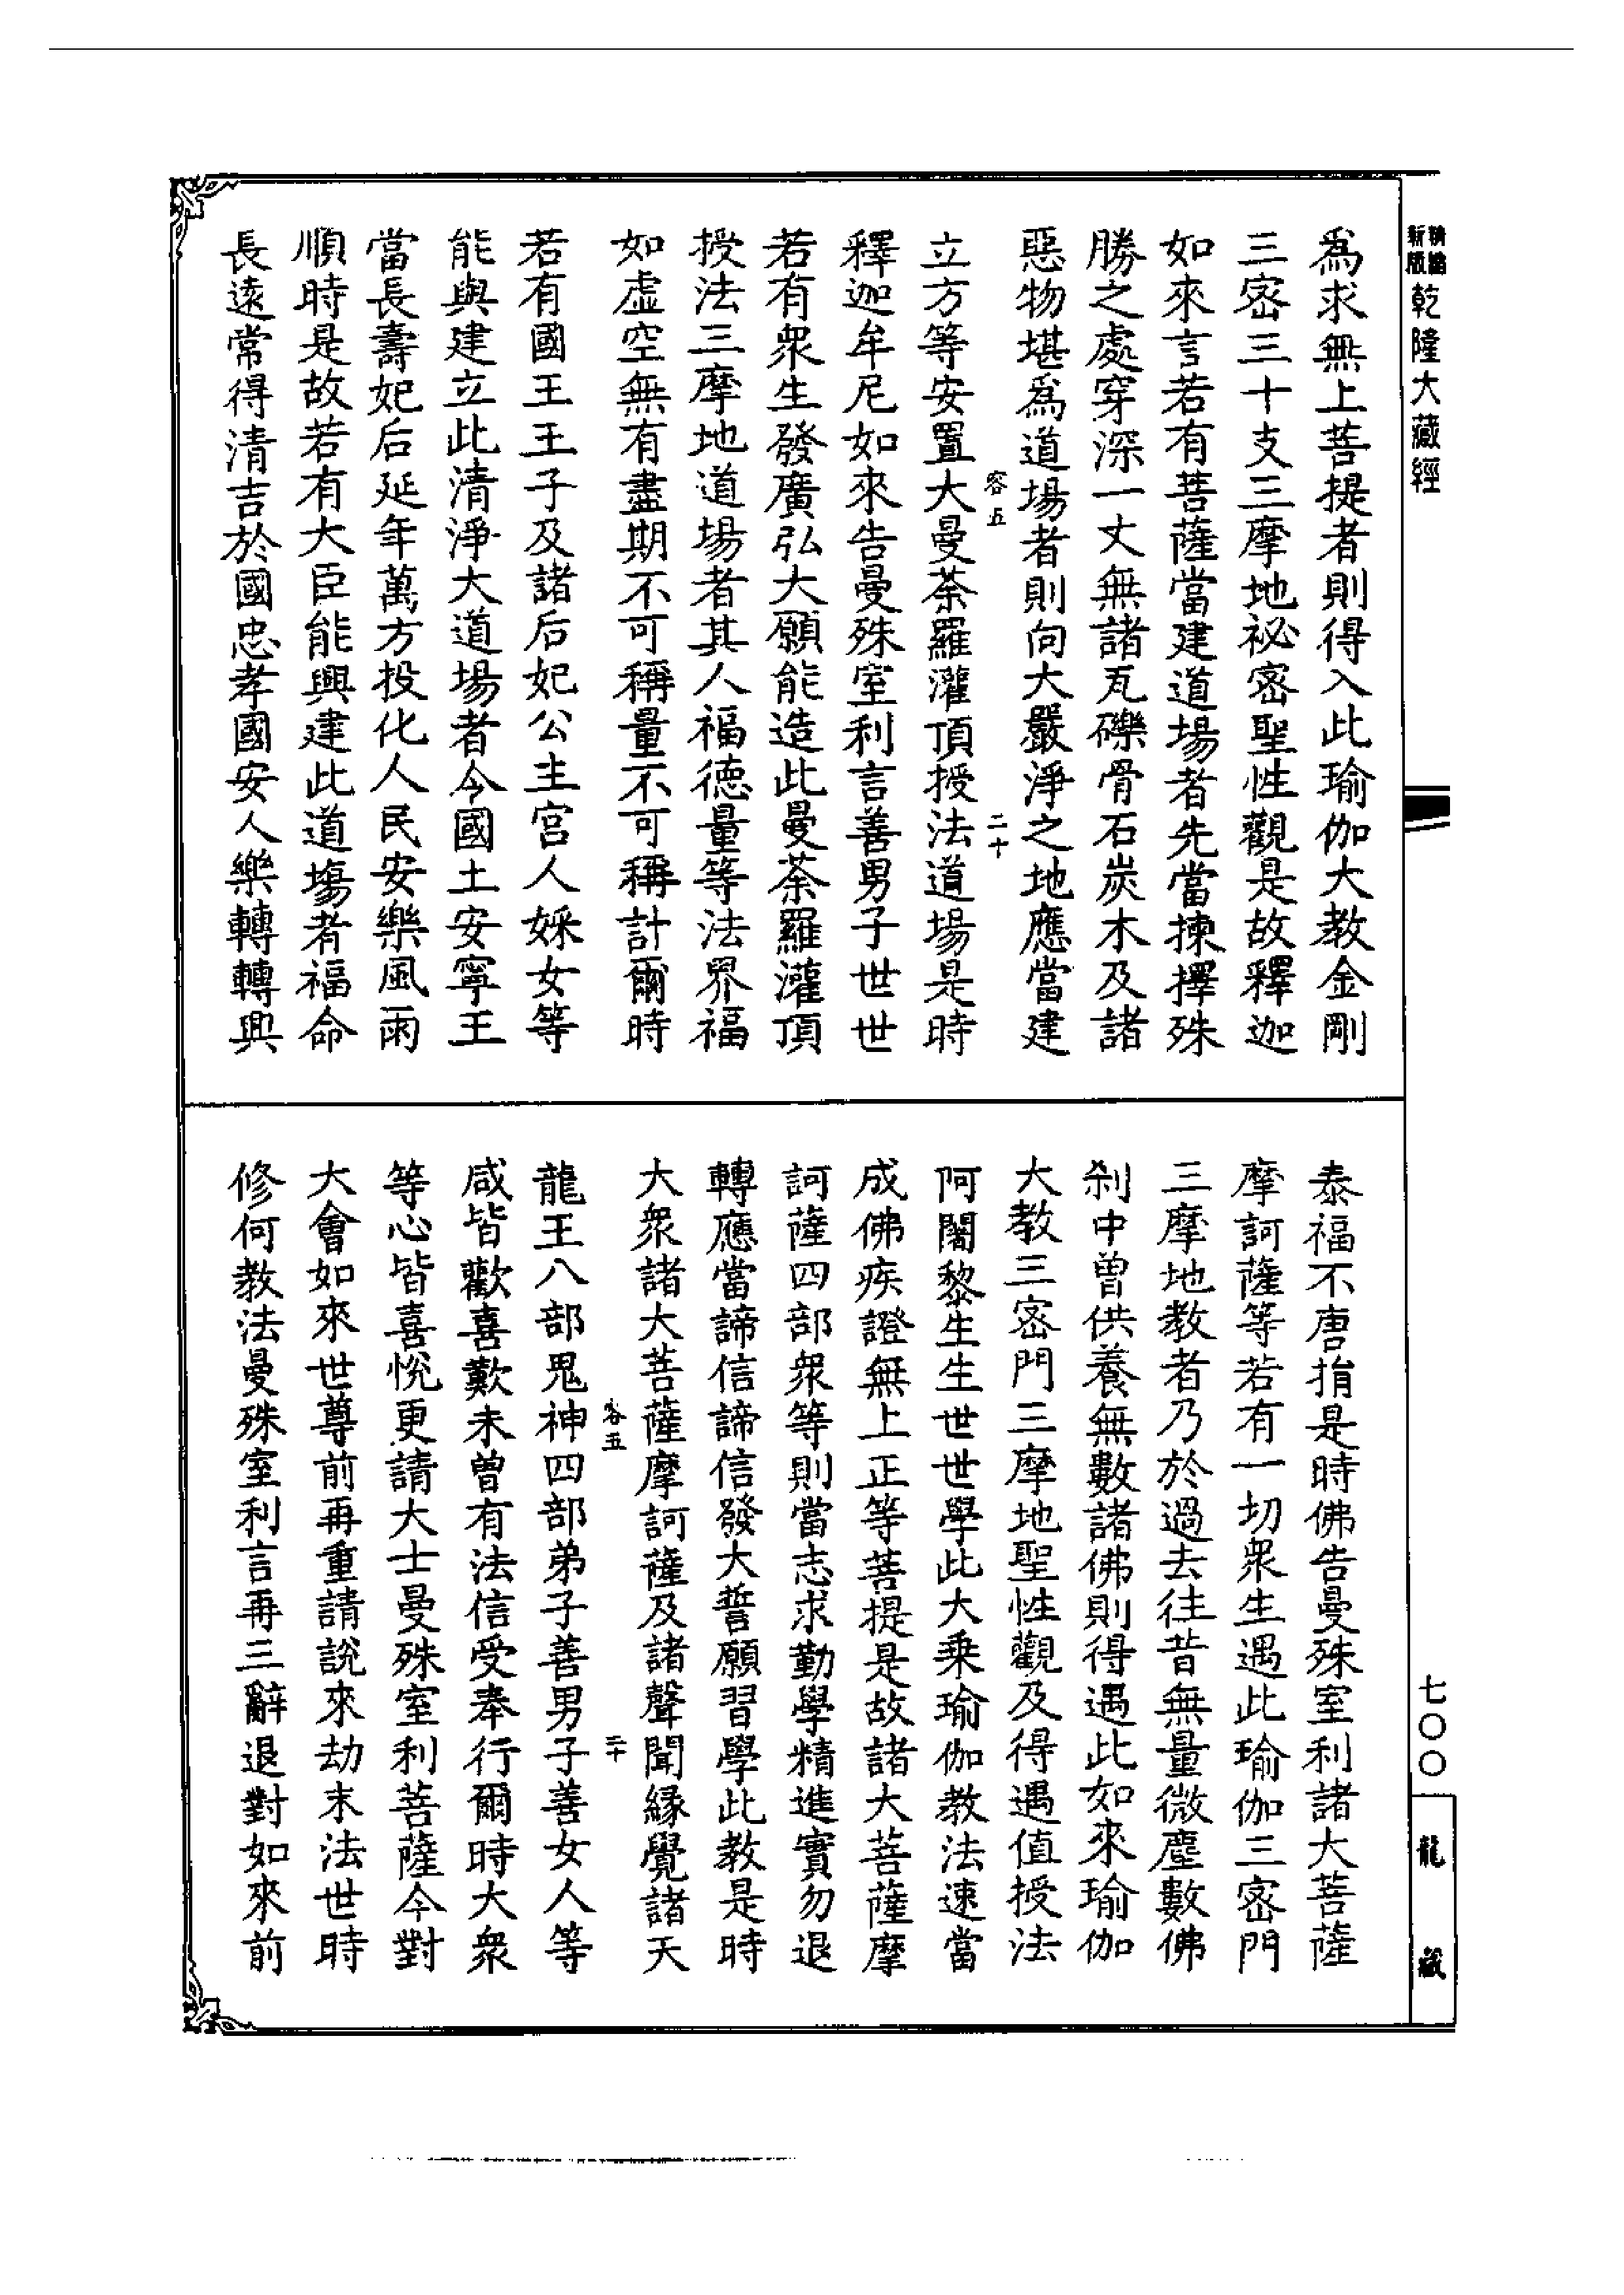 新版
乾隆大藏經
為求無上菩提者則得入此瑜伽大教金剛
三密三十支三摩地祕密聖性觀是故釋迦
如來言若有菩薩當建道場者先當揀擇殊
勝之處穿深一丈無諸瓦礫骨石炭木及諸
惡物堪為道場者則向大嚴淨之地應當建
容五 二十
立方等安置大曼荼羅灌頂授法道場是時
釋迦牟尼如來告曼殊室利言善男子世世
若有眾生發廣弘大願能造此曼荼羅灌頂
授法三摩地道場者其人福德量等法界福
如虛空無有盡期不可稱量不可稱計爾時
若有國王王子及諸后妃公主宮人婇女等
能與建立此清淨大道場者今國土安寧王
當長壽妃后延年萬方投化人民安樂風雨
順時是故若有大臣能興建此道場者福命
長遠常得清吉於國忠孝國安人樂轉轉興
泰福不唐捐是時佛告曼殊室利諸大菩薩
摩訶薩等若有一切眾生遇此瑜伽三密門
三摩地教者乃於過去往昔無量微塵數佛
剎中曾供養無數諸佛則得遇此如來瑜伽
大教三密門三摩地聖性觀及得遇值授法
阿闍黎生生世世學此大乘瑜伽教法速當
成佛疾證無上正等菩提是故諸大菩薩摩
訶薩四部眾等則當志求勤學精進實勿退
轉應當諦信諦信發大誓願習學此教是時
大眾諸大菩薩摩訶薩及諸聲聞緣覺諸天
容五 二十
龍王八部鬼神四部弟子善男子善女人等
咸皆歡喜歎未曾有法信受奉行爾時大眾
等心皆喜悅更請大士曼殊室利菩薩今對
大會如來世尊前再重請說來劫末法世時
修何教法曼殊室利言再三辭退對如來前
七〇〇
龍藏